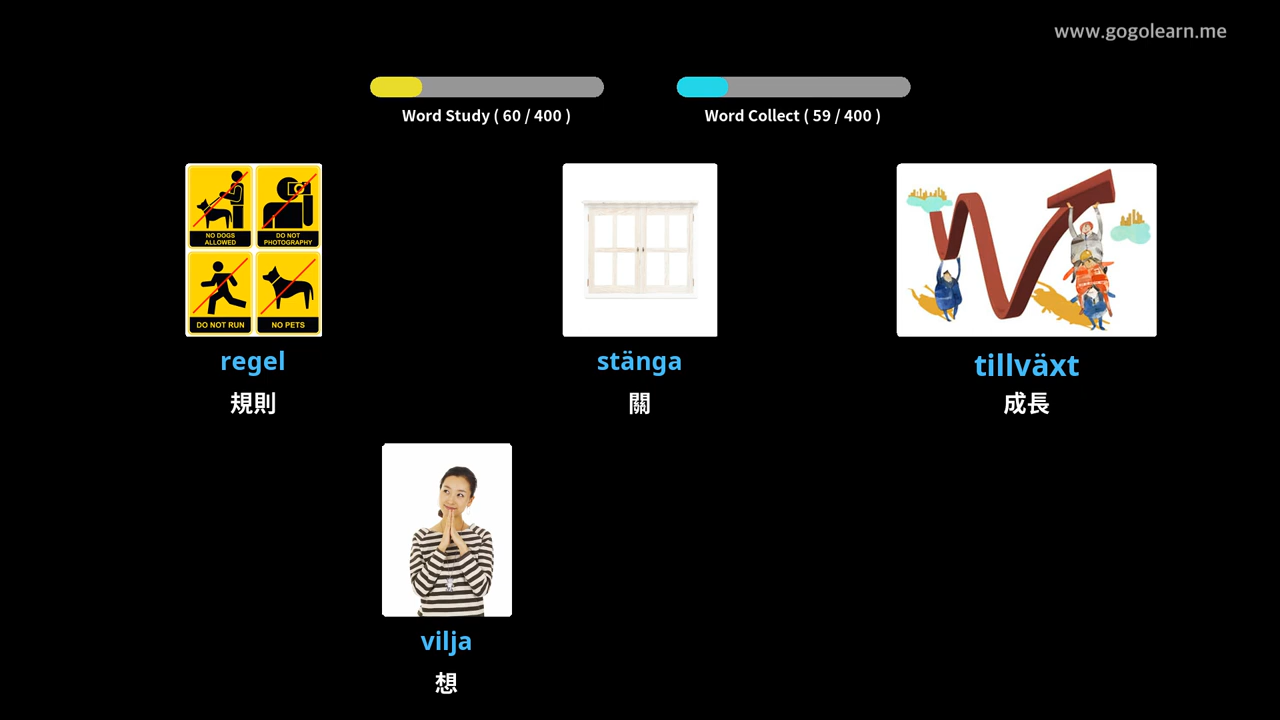 www.gogolearn.me
Word Study ( 60 / 400 )
Word Collect ( 59 / 400 )
NO DOGS
ALLOWED
DO NOT
PHOTOGRAPHY
DO NOT RUN
NO PETS
regel
stänga
tillväxt
規則
關
成長
vilja
想